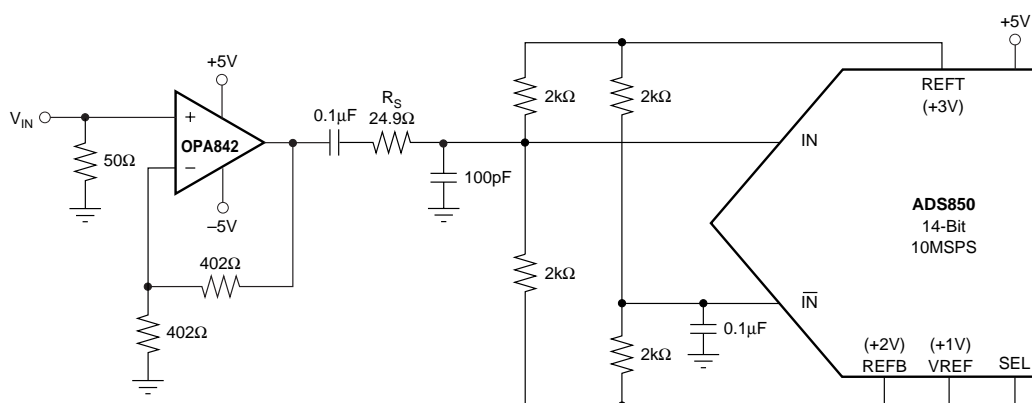 +5V
+5V
REFT
(+3V)
2kΩ
2kΩ
R_S
24.9Ω
0.1μF
V_IN
+
OPA842
−
50Ω
−5V
100pF
IN
ADS850
14-Bit
10MSPS
402Ω
402Ω
2kΩ
I̅N̅
0.1μF
2kΩ
(+2V)
REFB
(+1V)
VREF
SEL